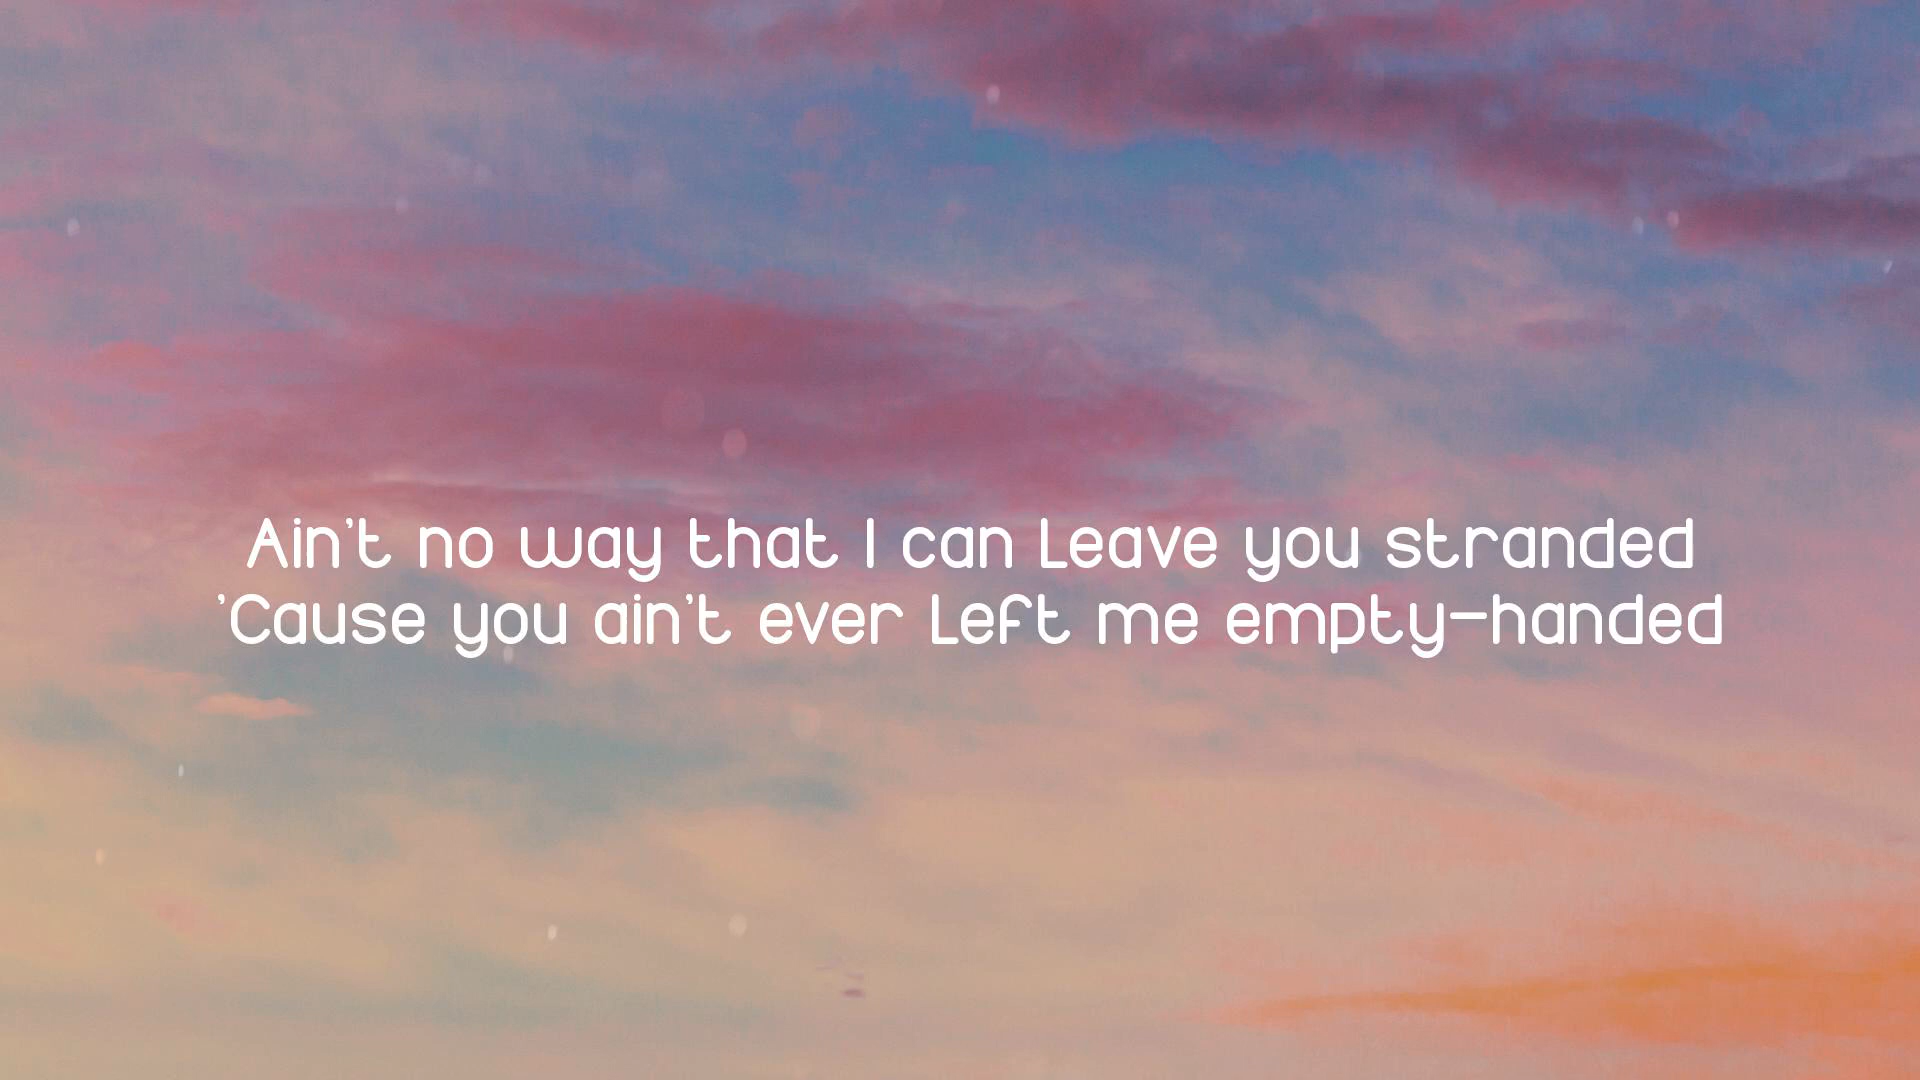 Ain't no way that I can Leave you stranded
'Cause you ain't ever Left me empty-handed